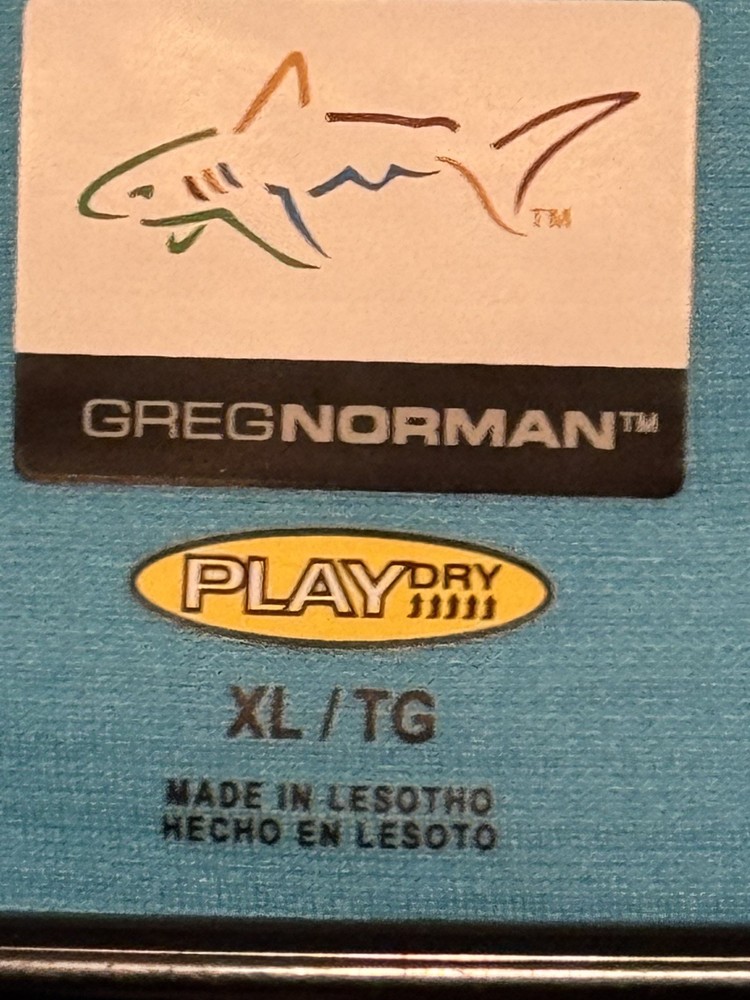 TM
GREGNORMAN™
PLAYDRY
XL / TG
MADE IN LESOTHO
HECHO EN LESOTO